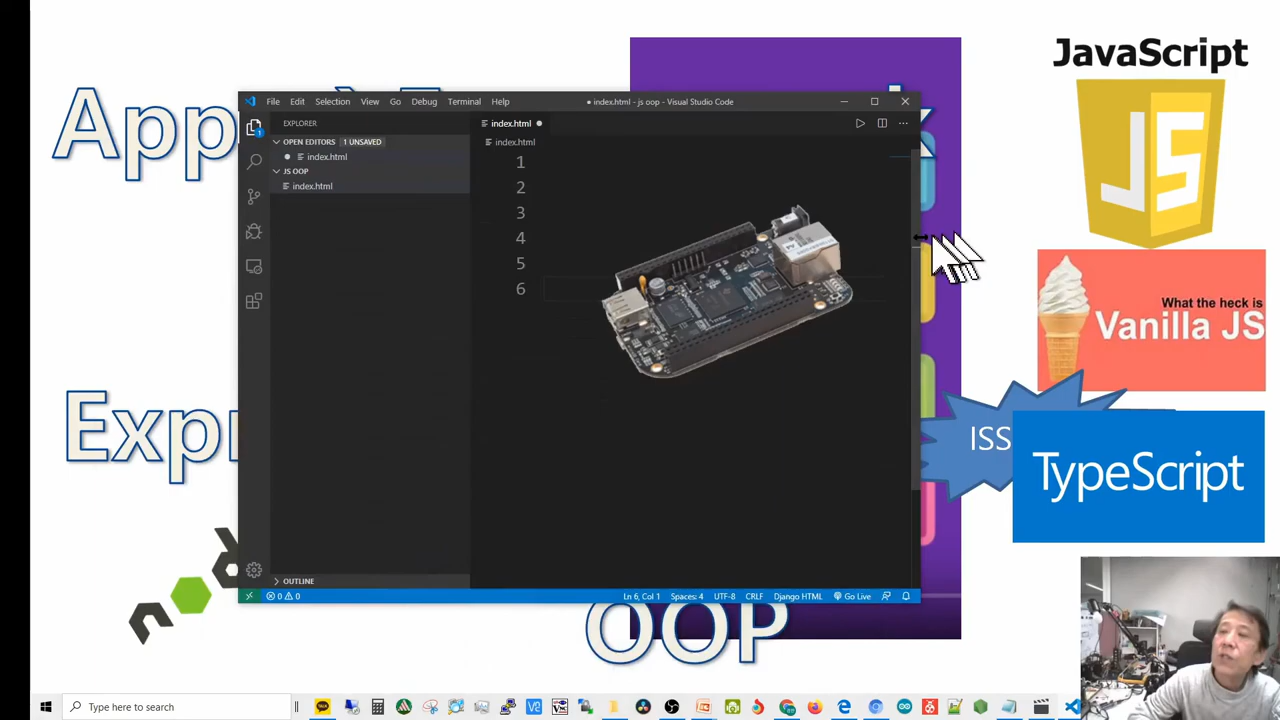 JavaScript
JS
App
File Edit Selection View Go Debug Terminal Help
● index.html - js oop - Visual Studio Code
EXPLORER
index.html ●
OPEN EDITORS 1 UNSAVED
index.html
● index.html
1
JS OOP
index.html
2
3
4
5
6
What the heck is
Vanilla JS
Expr
ISS
TypeScript
OUTLINE
0 0
Ln 6, Col 1 Spaces: 4 UTF-8 CRLF Django HTML Go Live
OOP
Type here to search